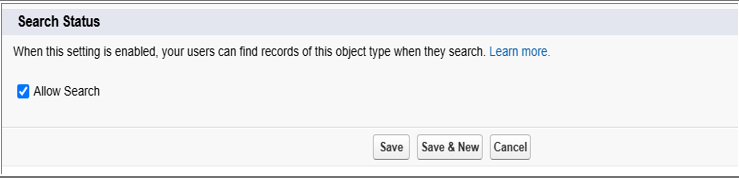 Search Status
When this setting is enabled, your users can find records of this object type when they search. Learn more.
Allow Search
Save Save & New Cancel